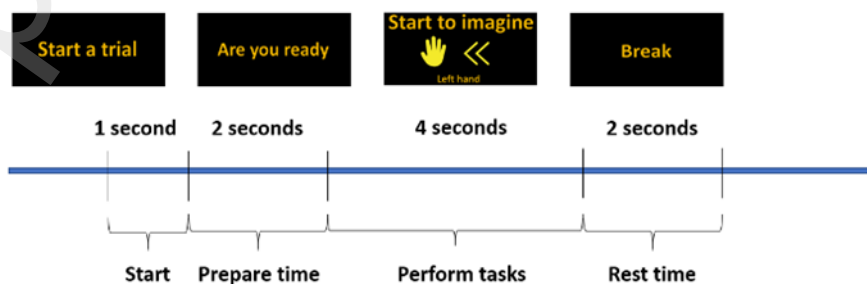 Start a trial
Are you ready
Start to imagine
Left hand
Break
1 second
2 seconds
4 seconds
2 seconds
Start
Prepare time
Perform tasks
Rest time